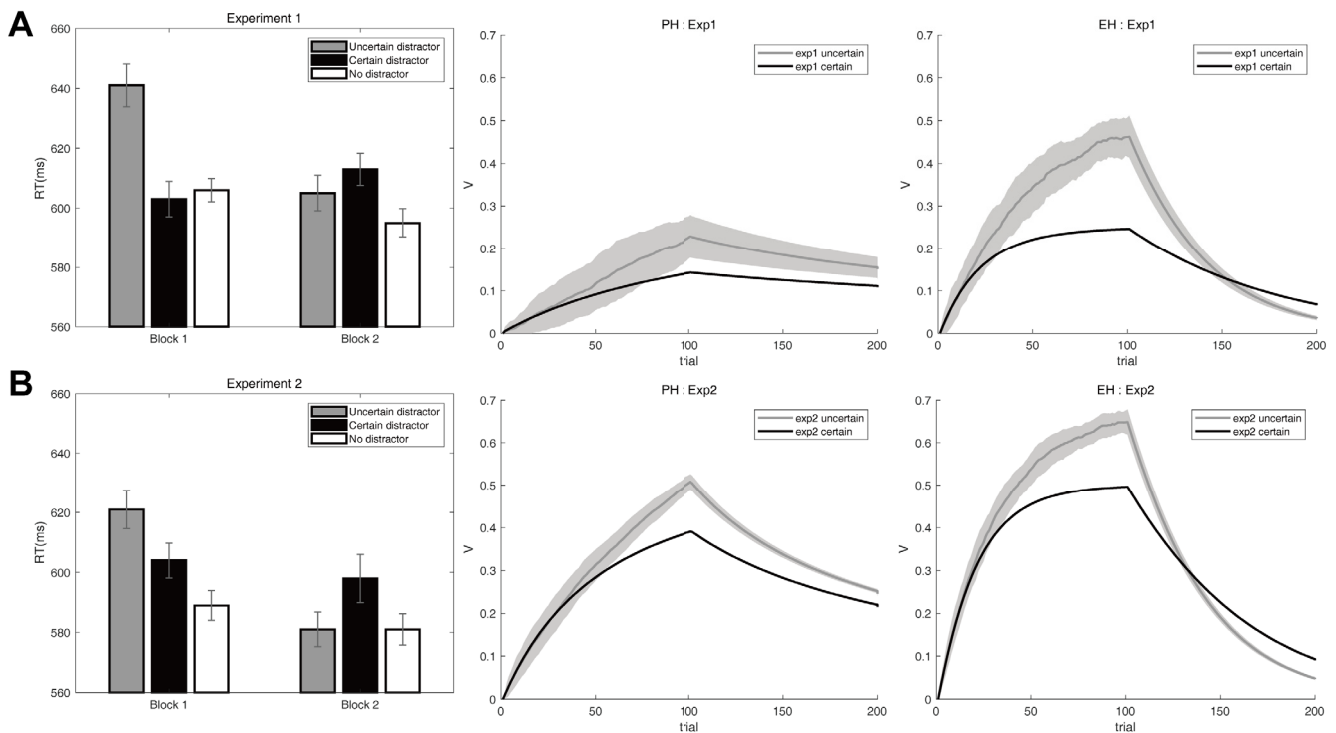 A
Experiment 1
660
640
620
600
580
560
RT(ms)
Uncertain distractor
Certain distractor
No distractor
Block 1
Block 2
PH : Exp1
0.7
0.6
0.5
0.4
0.3
0.2
0.1
0
V
exp1 uncertain
exp1 certain
0
50
100
150
200
trial
EH : Exp1
0.7
0.6
0.5
0.4
0.3
0.2
0.1
0
V
exp1 uncertain
exp1 certain
0
50
100
150
200
trial
B
Experiment 2
660
640
620
600
580
560
RT(ms)
Uncertain distractor
Certain distractor
No distractor
Block 1
Block 2
PH : Exp2
0.7
0.6
0.5
0.4
0.3
0.2
0.1
0
V
exp2 uncertain
exp2 certain
0
50
100
150
200
trial
EH : Exp2
0.7
0.6
0.5
0.4
0.3
0.2
0.1
0
V
exp2 uncertain
exp2 certain
0
50
100
150
200
trial